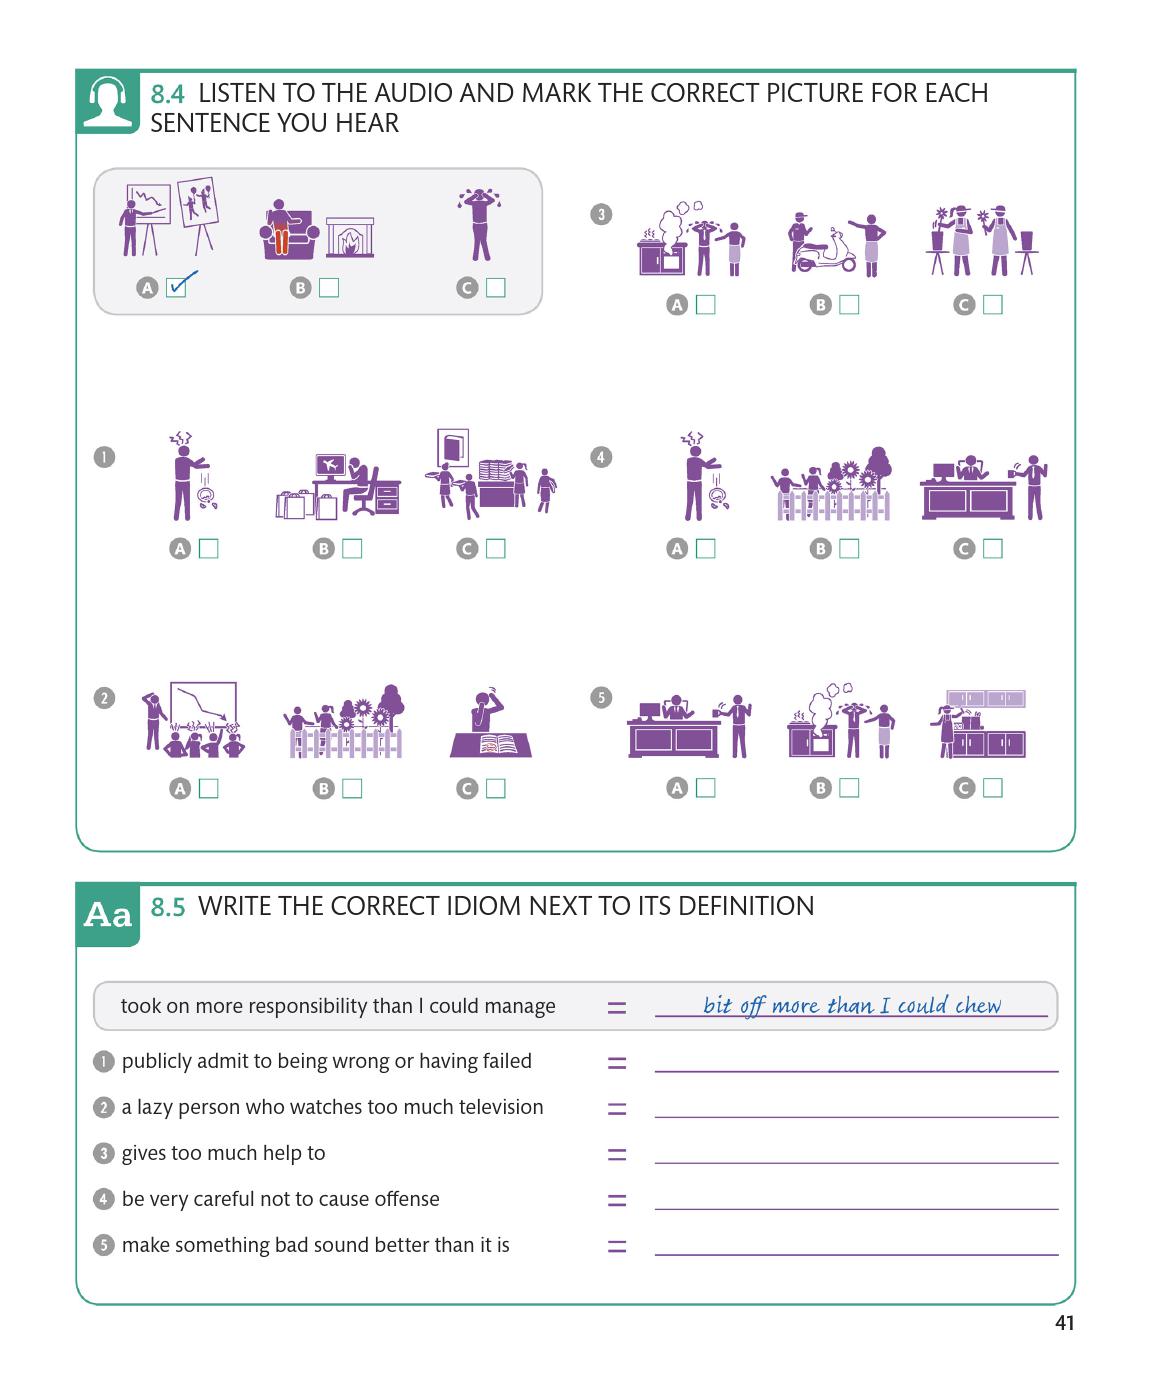 8.4 LISTEN TO THE AUDIO AND MARK THE CORRECT PICTURE FOR EACH
SENTENCE YOU HEAR
A B C
3
A B C
1
A B C
4
A B C
2
A B C
5
A B C
Aa 8.5 WRITE THE CORRECT IDIOM NEXT TO ITS DEFINITION
took on more responsibility than I could manage = bit off more than I could chew
1 publicly admit to being wrong or having failed =
2 a lazy person who watches too much television =
3 gives too much help to =
4 be very careful not to cause offense =
5 make something bad sound better than it is =
41